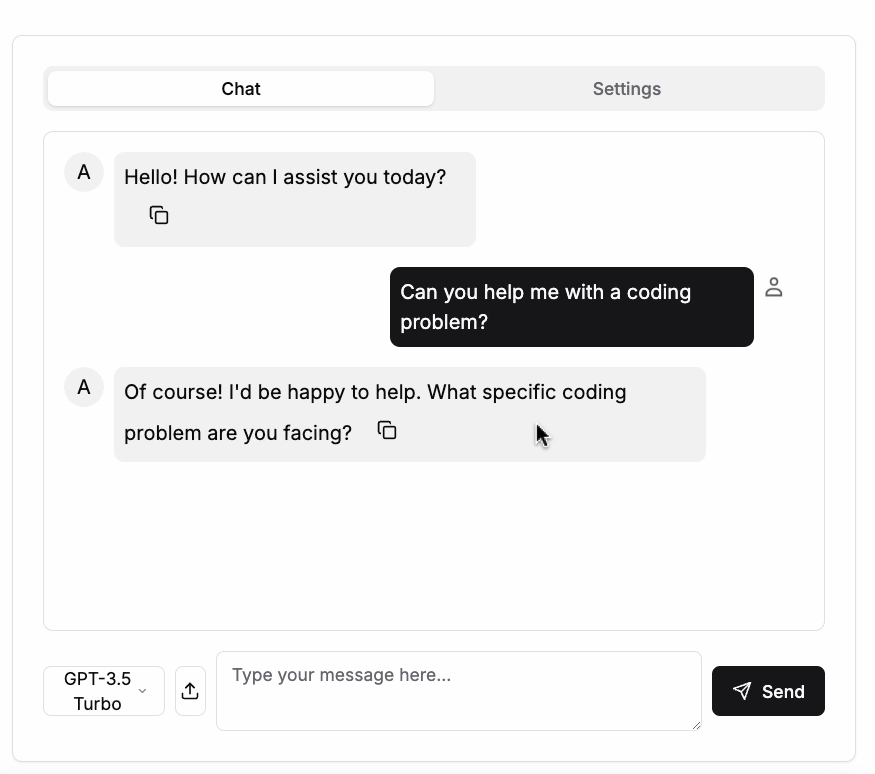 Chat
Settings
A
Hello! How can I assist you today?
Can you help me with a coding
problem?
A
Of course! I'd be happy to help. What specific coding
problem are you facing?
GPT-3.5
Turbo
Type your message here...
Send